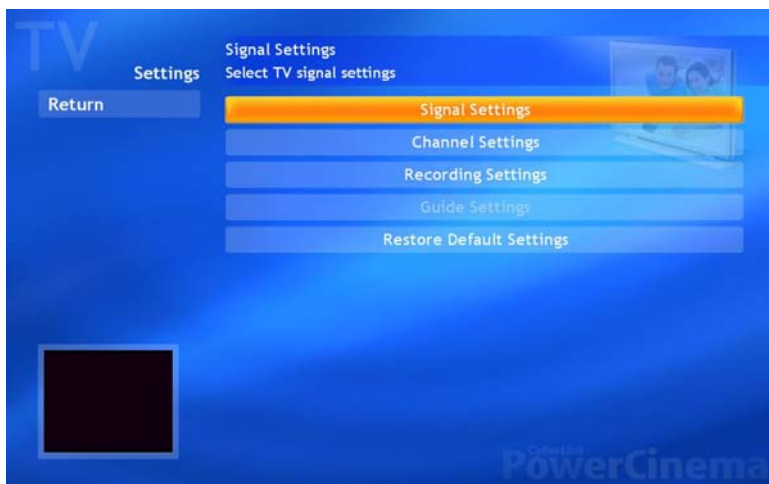 TV
Settings
Return
Signal Settings
Select TV signal settings
Signal Settings
Channel Settings
Recording Settings
Guide Settings
Restore Default Settings
CyberLink
PowerCinema